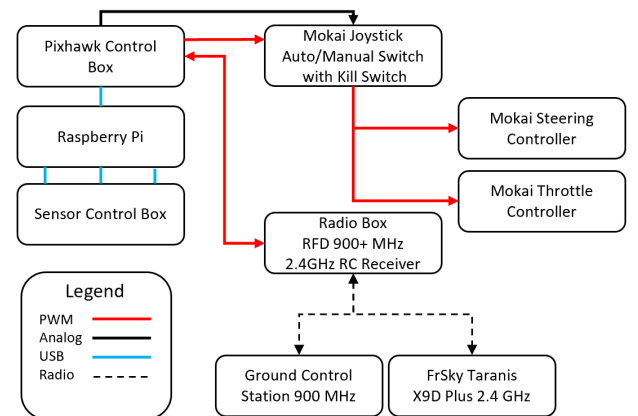 Pixhawk Control
Box
Mokai Joystick
Auto/Manual Switch
with Kill Switch
Raspberry Pi
Mokai Steering
Controller
Sensor Control Box
Mokai Throttle
Controller
Radio Box
RFD 900+ MHz
2.4GHz RC Receiver
Legend
PWM
Analog
USB
Radio
Ground Control
Station 900 MHz
FrSky Taranis
X9D Plus 2.4 GHz